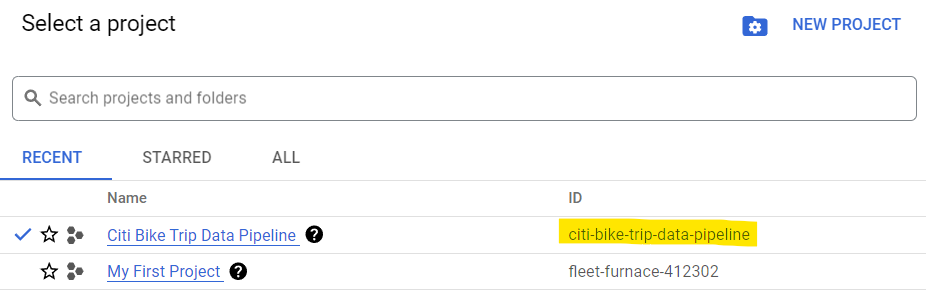 Select a project
NEW PROJECT
Search projects and folders
RECENT STARRED ALL
Name ID
Citi Bike Trip Data Pipeline ? citi-bike-trip-data-pipeline
My First Project ? fleet-furnace-412302